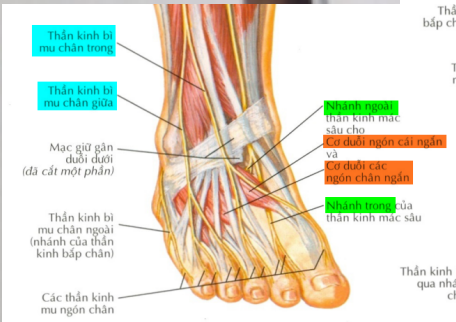 Thần kinh bì
mu chân trong
Thần kinh bì
mu chân giữa
Mạc giữ gân
duỗi dưới
(đã cắt một phần)
Thần kinh bì
mu chân ngoài
(nhánh của thần
kinh bắp chân)
Các thần kinh
mu ngón chân
Nhánh ngoài
thần kinh mác
sâu cho
Cơ duỗi ngón cái ngắn
và
Cơ duỗi các
ngón chân ngắn
Nhánh trong của
thần kinh mác sâu
bắp ch
Thần kinh
qua nhá